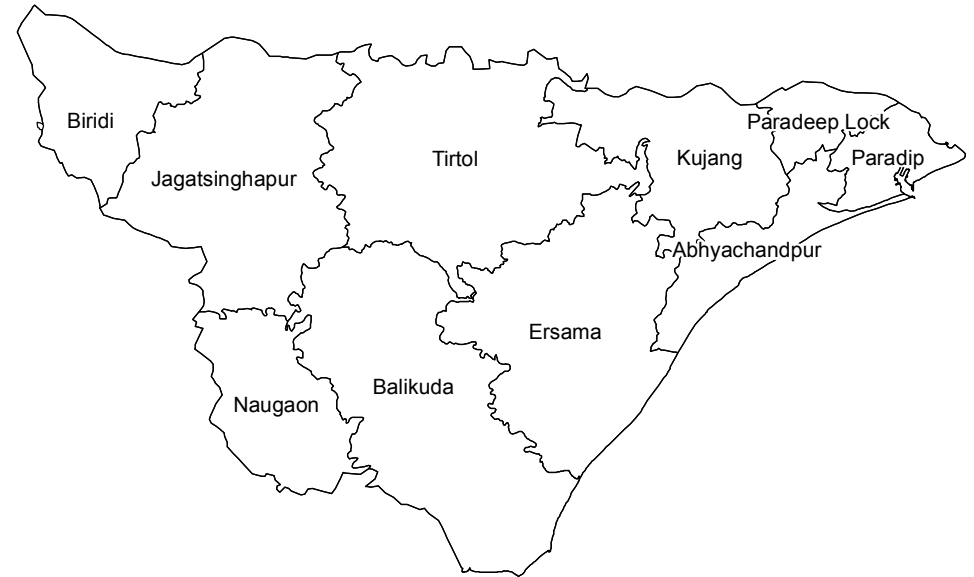 Biridi
Paradeep Lock
Tirtol
Kujang
Paradip
Jagatsinghapur
Abhyachandpur
Ersama
Balikuda
Naugaon